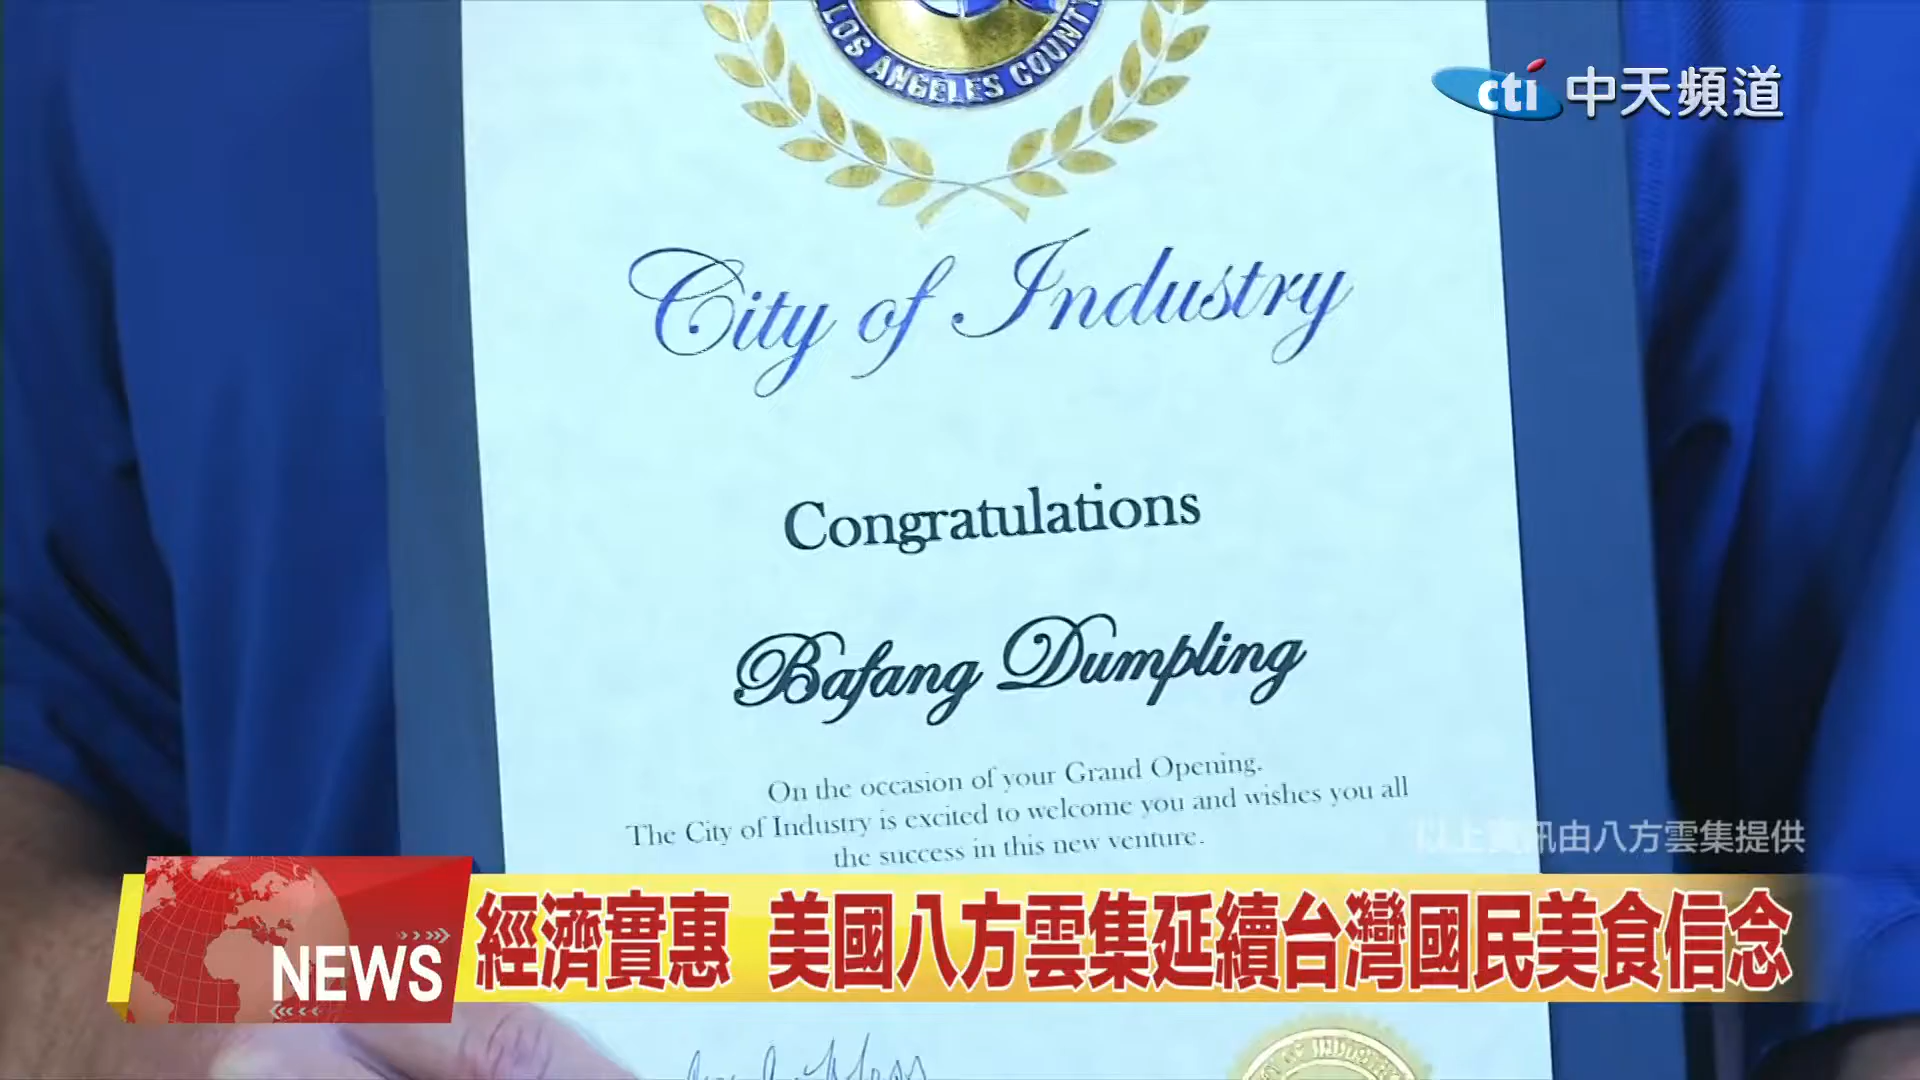 LOS ANGELES COUNTY
cti 中天頻道
City of Industry
Congratulations
Bafang Dumpling
On the occasion of your Grand Opening.
The City of Industry is excited to welcome you and wishes you all
the success in this new venture.
以上資訊由八方雲集提供
NEWS
經濟實惠 美國八方雲集延續台灣國民美食信念
OF INDUSTRY